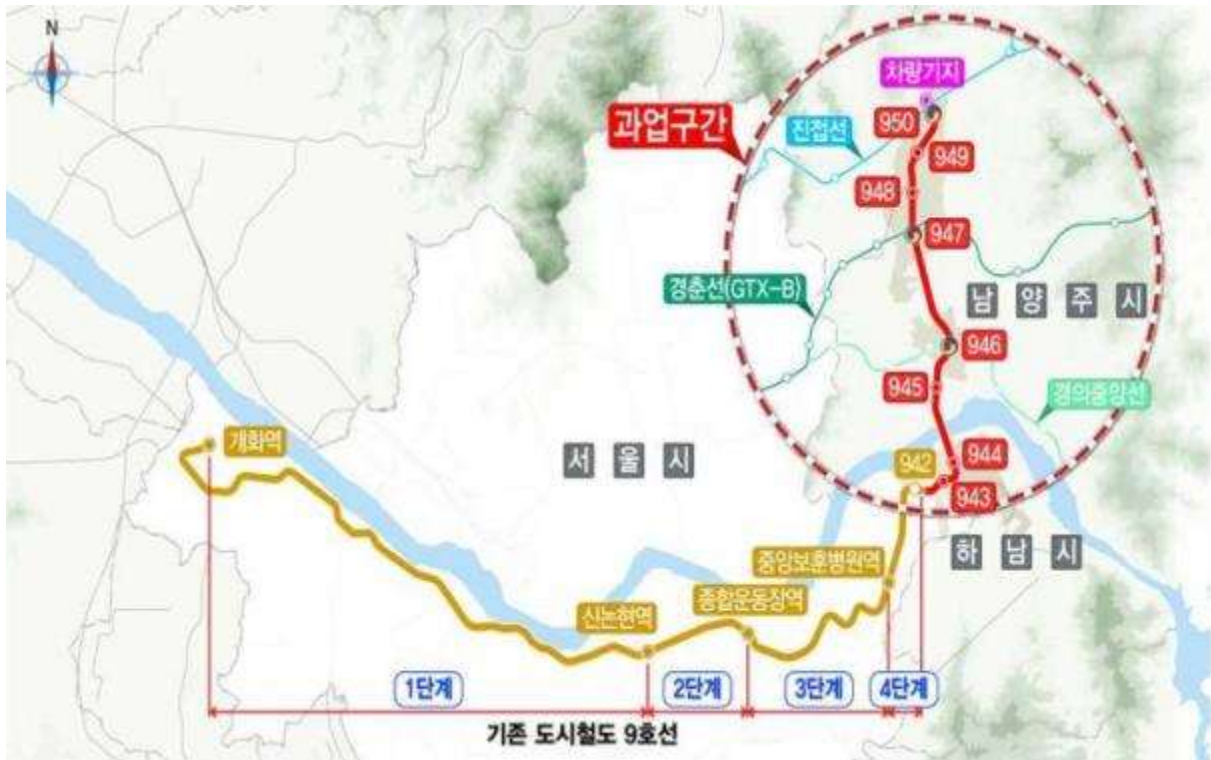 N
차량기지
과업구간
950
진접선
949
948
947
경춘선(GTX-B)
남양주시
946
945
경의중앙선
개화역
서울시
942
944
943
하남시
중앙보훈병원역
신논현역
종합운동장역
1단계
2단계
3단계
4단계
기존 도시철도 9호선